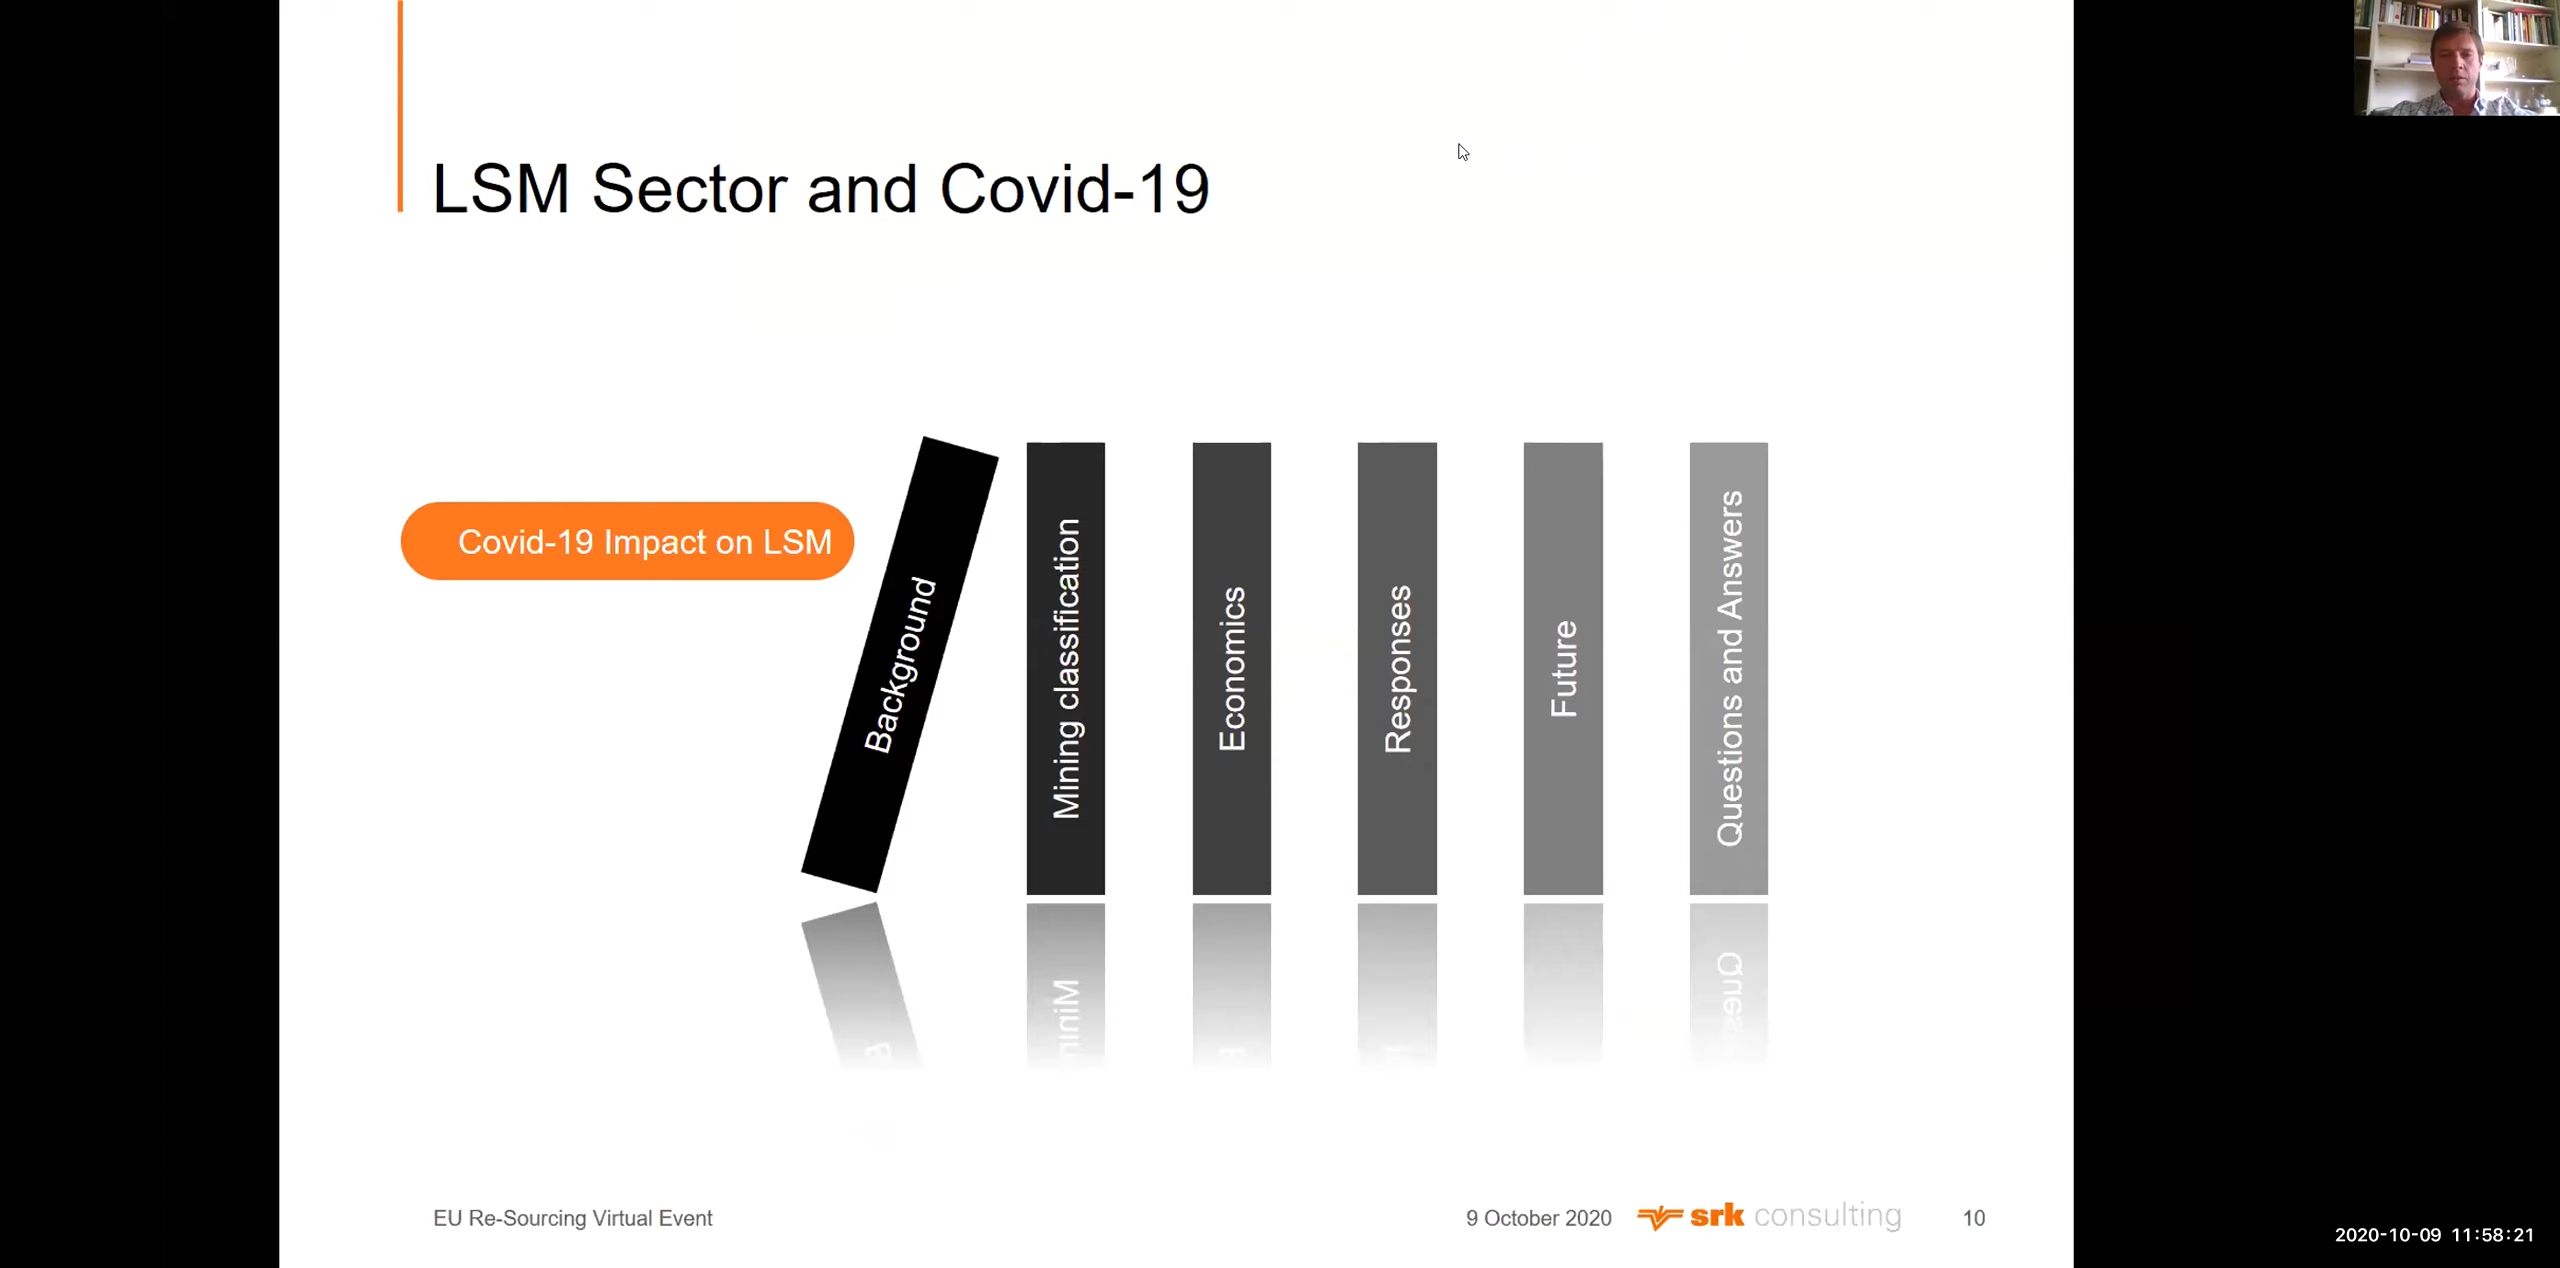 LSM Sector and Covid-19
Covid-19 Impact on LSM
Background
Mining classification
Economics
Responses
Future
Questions and Answers
EU Re-Sourcing Virtual Event
9 October 2020
srk consulting
10
2020-10-09 11:58:21